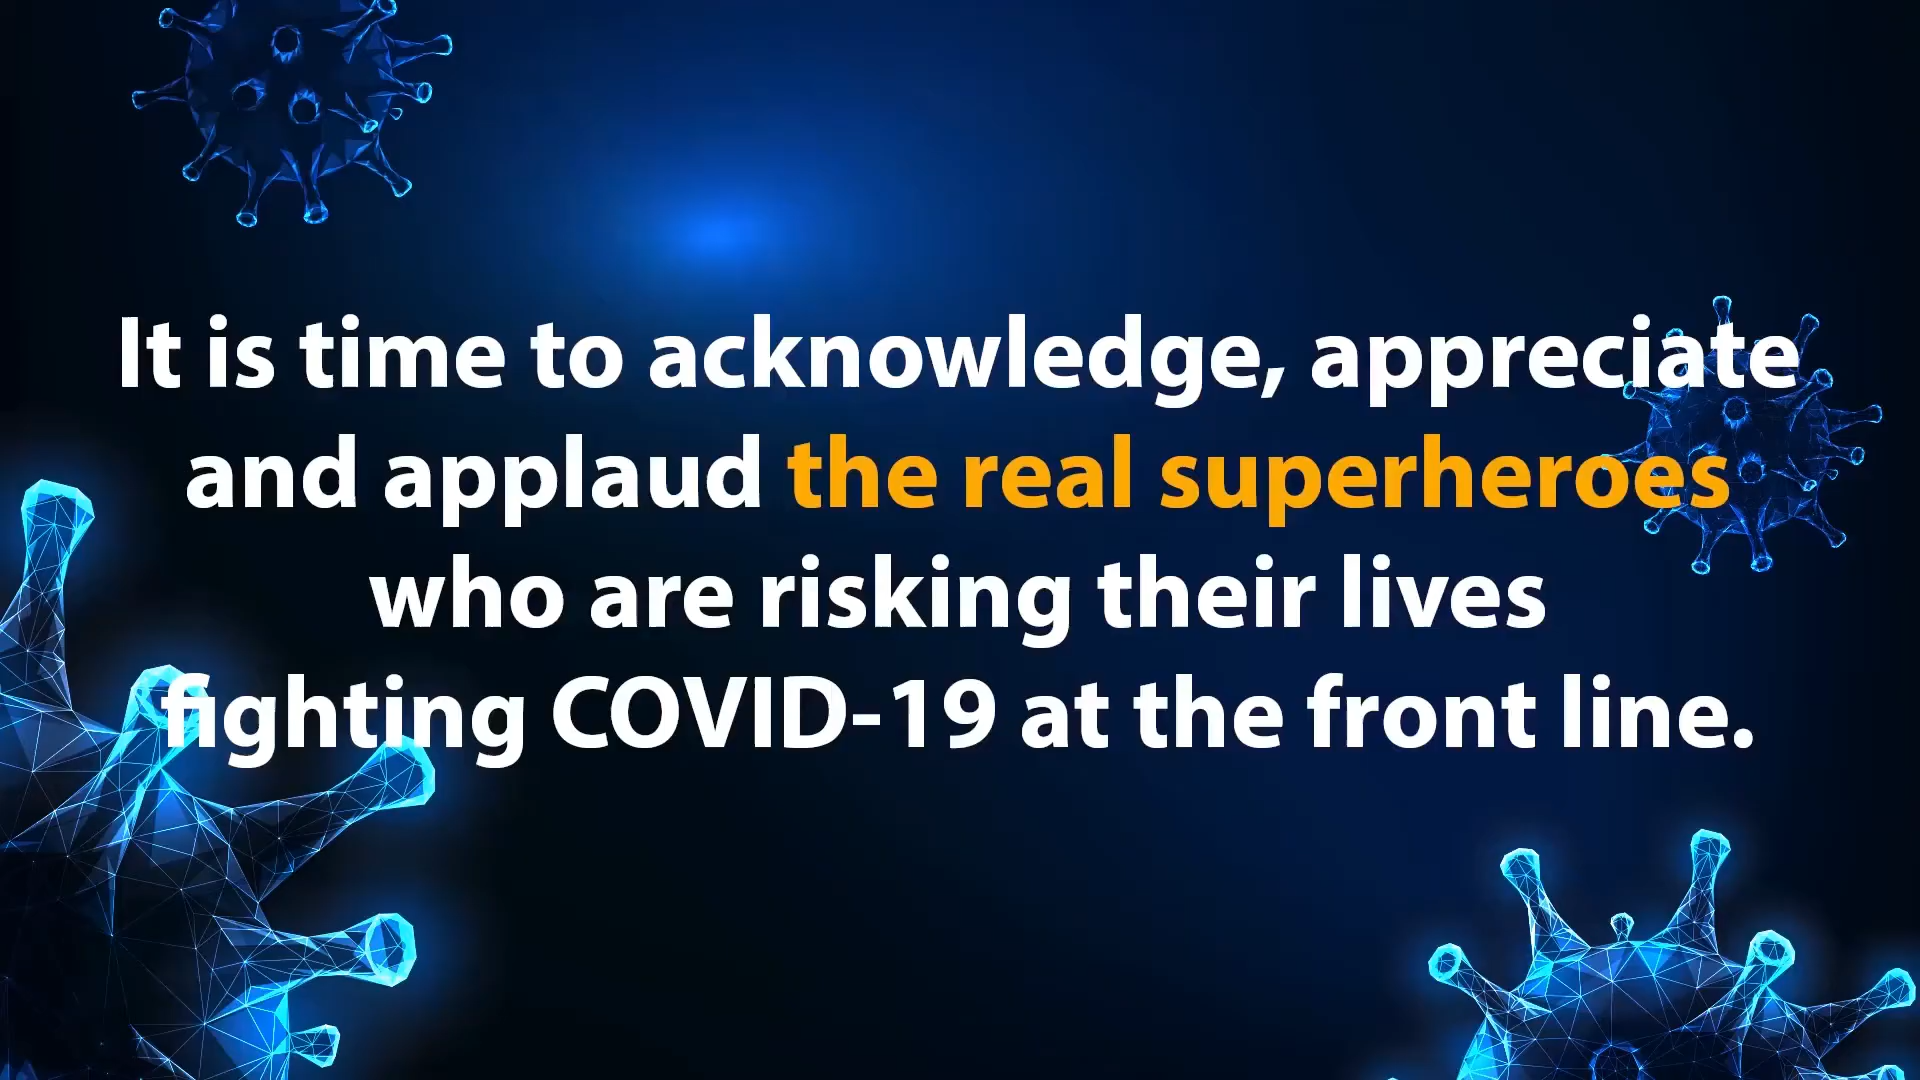 It is time to acknowledge, appreciate
and applaud the real superheroes
who are risking their lives
fighting COVID-19 at the front line.